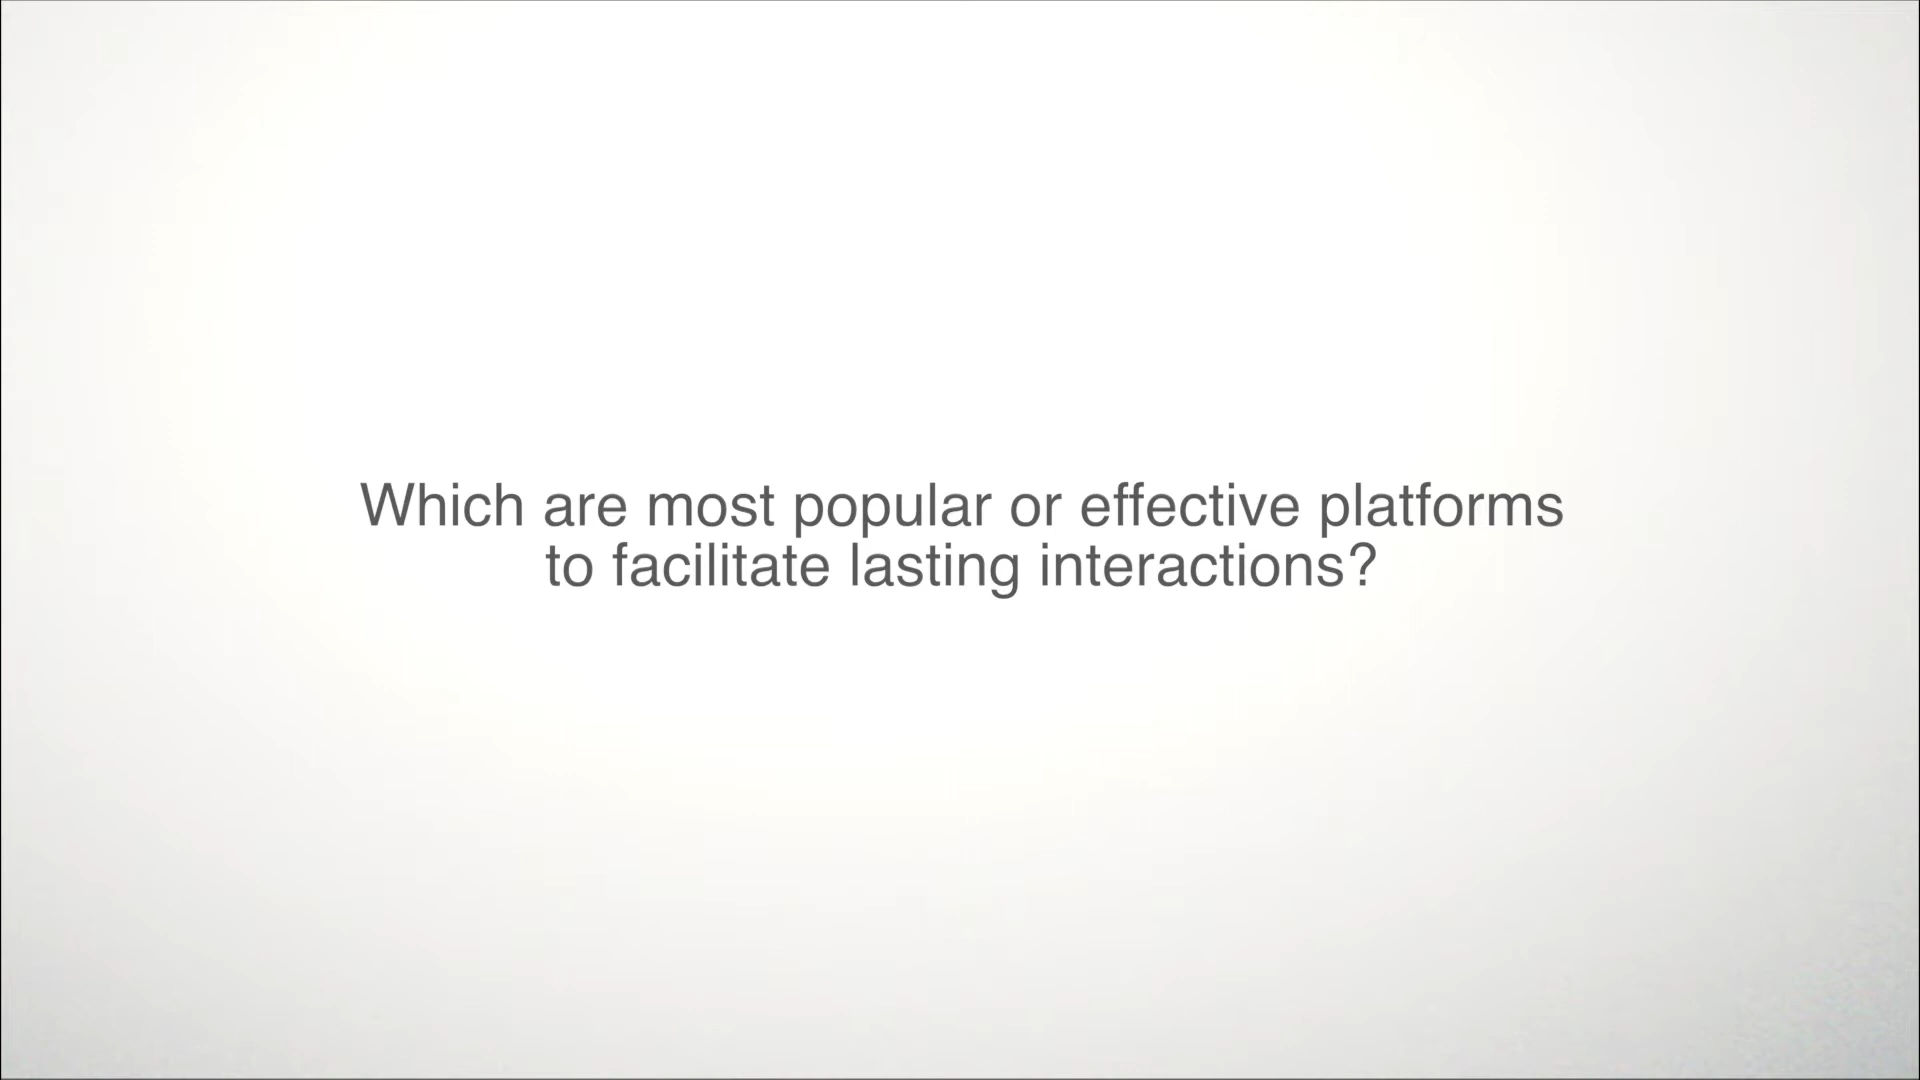 Which are most popular or effective platforms
to facilitate lasting interactions?